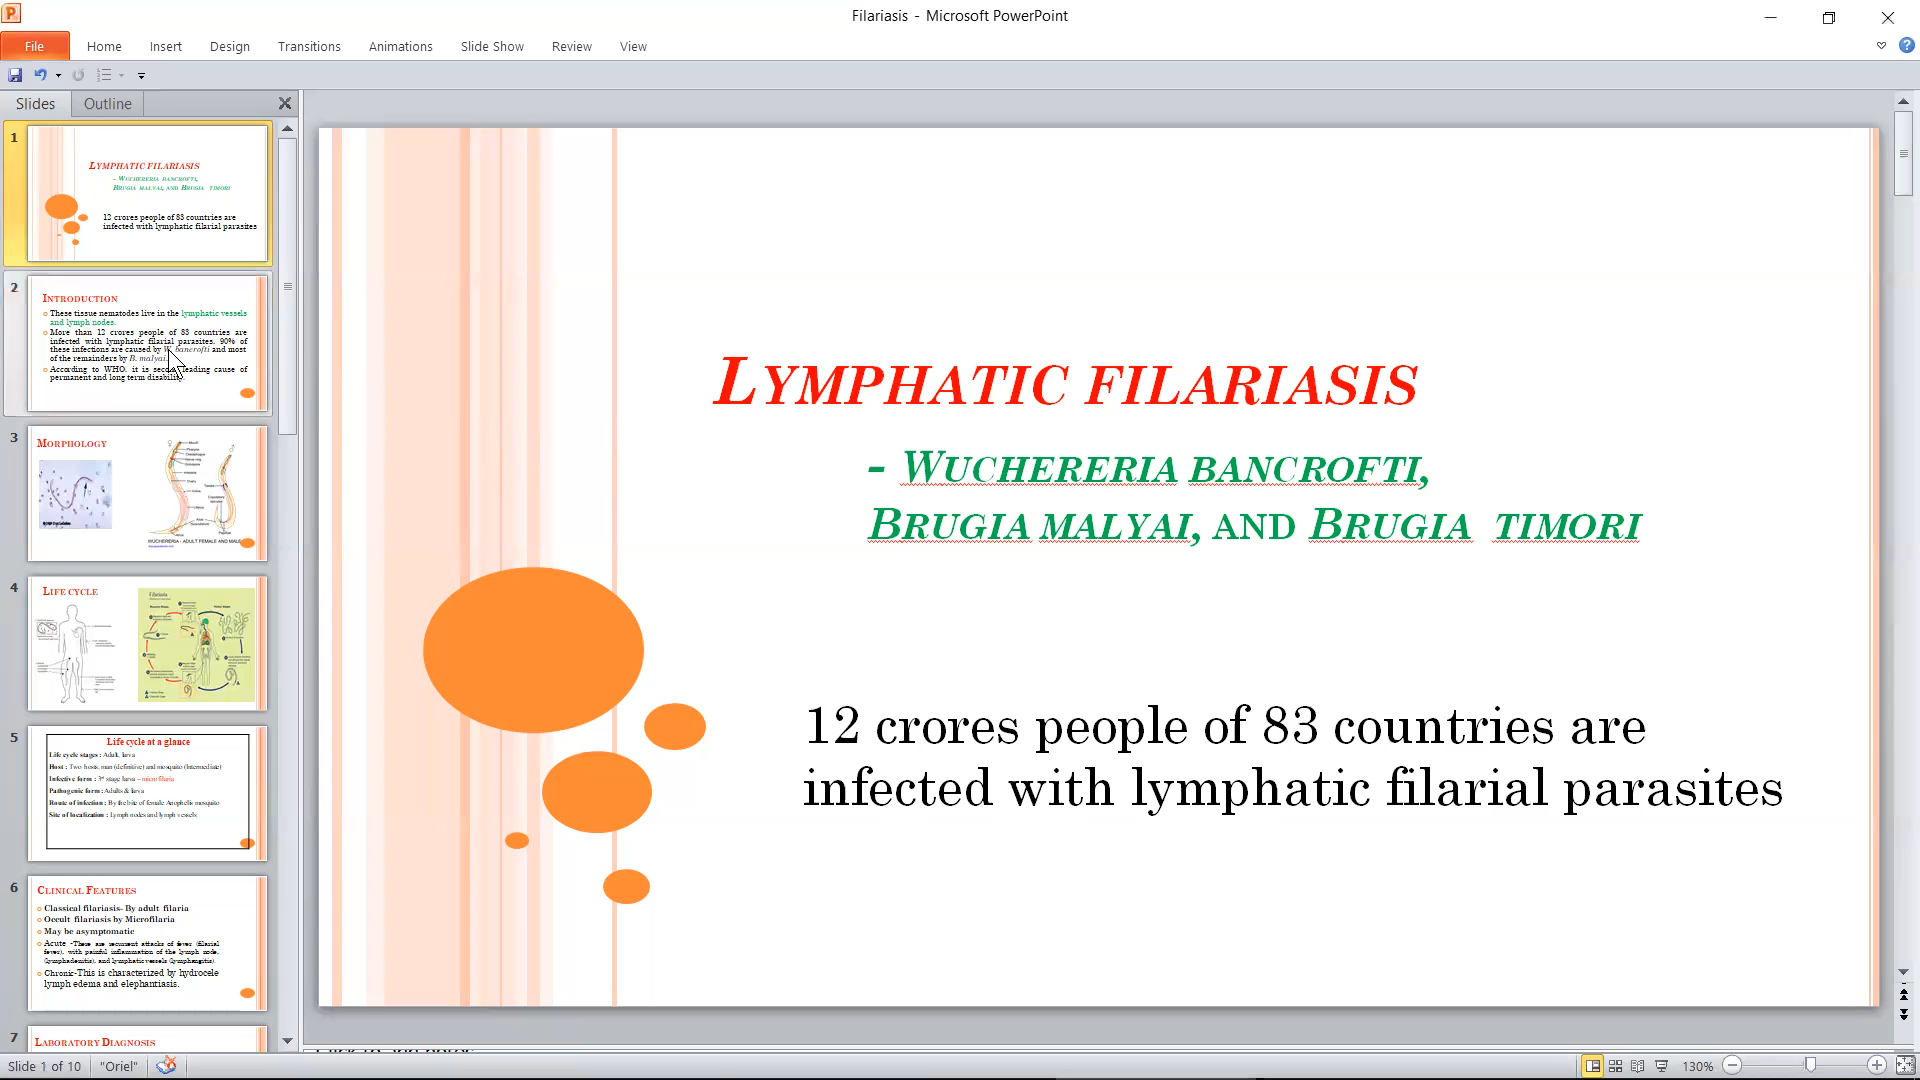 Filariasis - Microsoft PowerPoint
File Home Insert Design Transitions Animations Slide Show Review View
Slides Outline
1
LYMPHATIC FILARIASIS
- WUCHERERIA BANCROFTI,
BRUGIA MALYAI, AND BRUGIA TIMORI
12 crores people of 83 countries are
infected with lymphatic filarial parasites
2
INTRODUCTION
These tissue nematodes live in the lymphatic vessels
and lymph nodes.
More than 12 crores people of 83 countries are
infected with lymphatic filarial parasites. 90% of
these infections are caused by W. bancrofti and most
of the remainders by B. malyai.
According to WHO, it is second leading cause of
permanent and long term disability.
3
MORPHOLOGY
WUCHERERIA - ADULT FEMALE AND MALE
4
LIFE CYCLE
Filariasis
5
Life cycle at a glance
Life cycle stages : Adult, larva
Host : Two hosts, man (definitive) and mosquito (Intermediate)
Infective form : 3rd stage larva – microfilaria
Pathogenic form : Adults & larva
Route of infection : By the bite of female Anophelis mosquito
Site of localization : Lymph nodes and lymph vessels
6
CLINICAL FEATURES
Classical filariasis- By adult filaria
Occult filariasis by Microfilaria
May be asymptomatic
Acute -There are recurrent attacks of fever (filarial
fever), with painful inflammation of the lymph node,
(lymphadenitis), and lymphatic vessels (lymphangitis).
Chronic-This is characterized by hydrocele
lymph edema and elephantiasis.
7
LABORATORY DIAGNOSIS
LYMPHATIC FILARIASIS
- WUCHERERIA BANCROFTI,
BRUGIA MALYAI, AND BRUGIA TIMORI
12 crores people of 83 countries are
infected with lymphatic filarial parasites
Slide 1 of 10 "Oriel" 130%